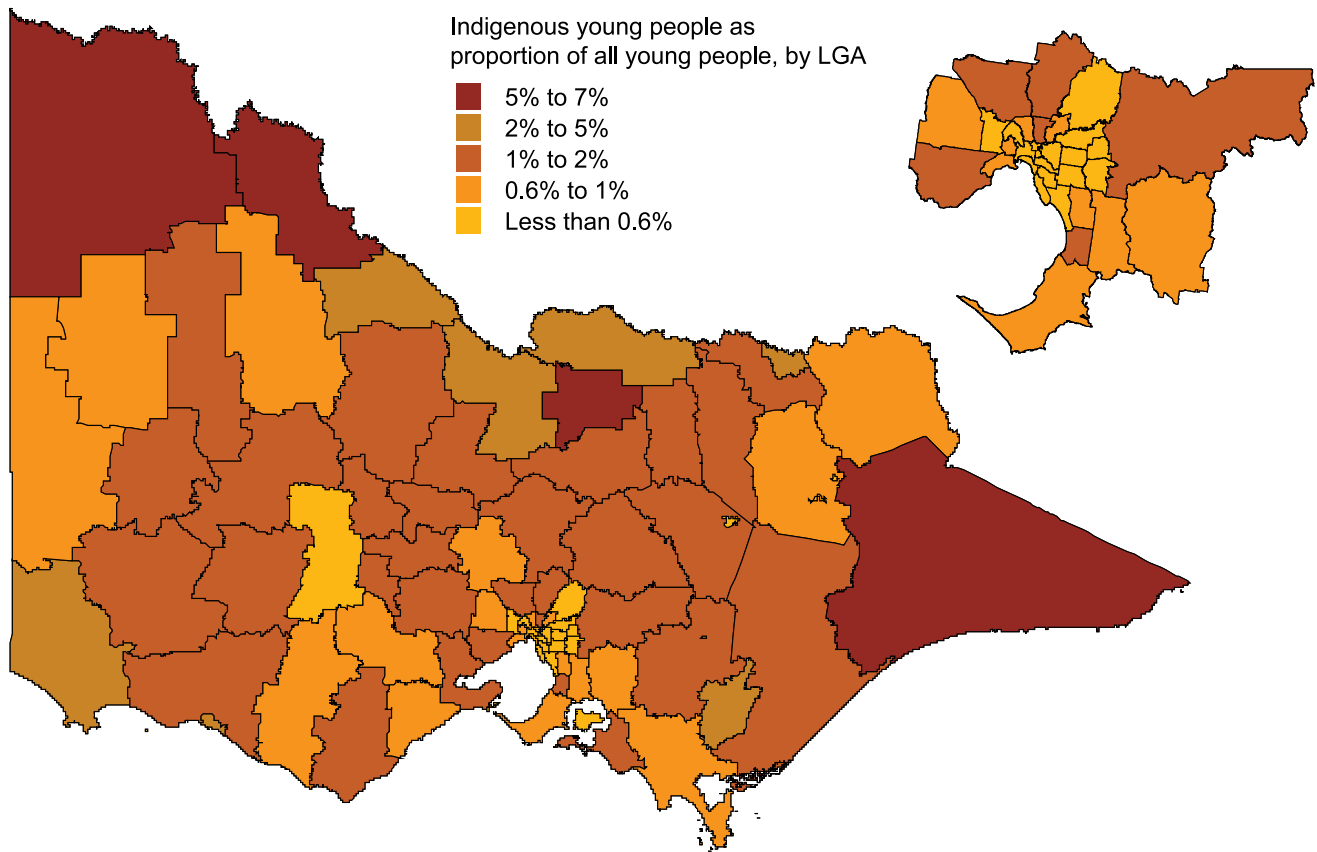 Indigenous young people as
proportion of all young people, by LGA
5% to 7%
2% to 5%
1% to 2%
0.6% to 1%
Less than 0.6%